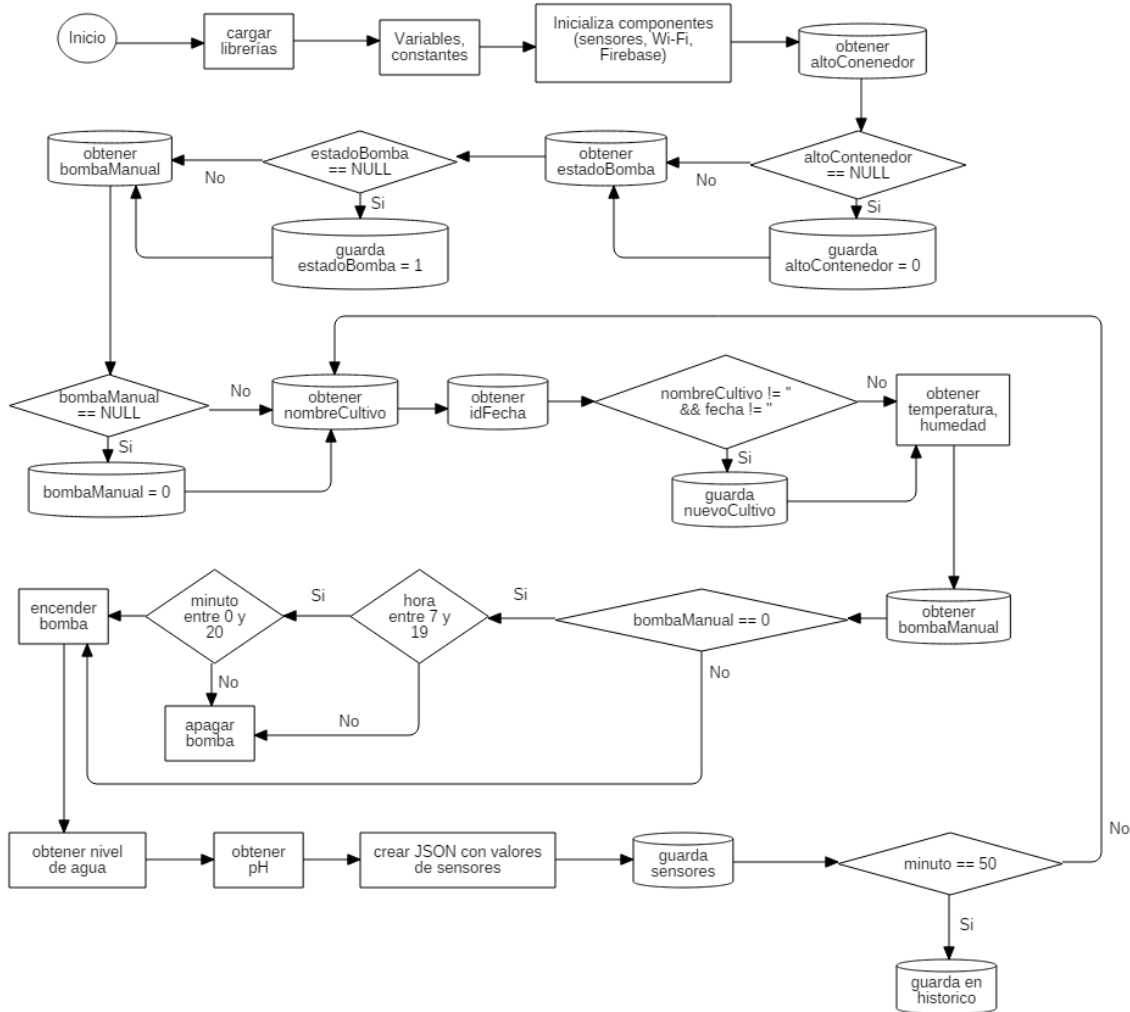 Inicio
cargar
librerías
Variables,
constantes
Inicializa componentes
(sensores, Wi-Fi,
Firebase)
obtener
altoConenedor
obtener
bombaManual
No
estadoBomba
== NULL
Si
obtener
estadoBomba
No
altoContenedor
== NULL
Si
guarda
estadoBomba = 1
guarda
altoContenedor = 0
bombaManual
== NULL
No
Si
obtener
nombreCultivo
obtener
idFecha
nombreCultivo != "
&& fecha != "
No
Si
obtener
temperatura,
humedad
bombaManual = 0
guarda
nuevoCultivo
encender
bomba
minuto
entre 0 y
20
Si
hora
entre 7 y
19
Si
bombaManual == 0
obtener
bombaManual
No
No
No
apagar
bomba
obtener nivel
de agua
obtener
pH
crear JSON con valores
de sensores
guarda
sensores
minuto == 50
No
Si
guarda en
historico